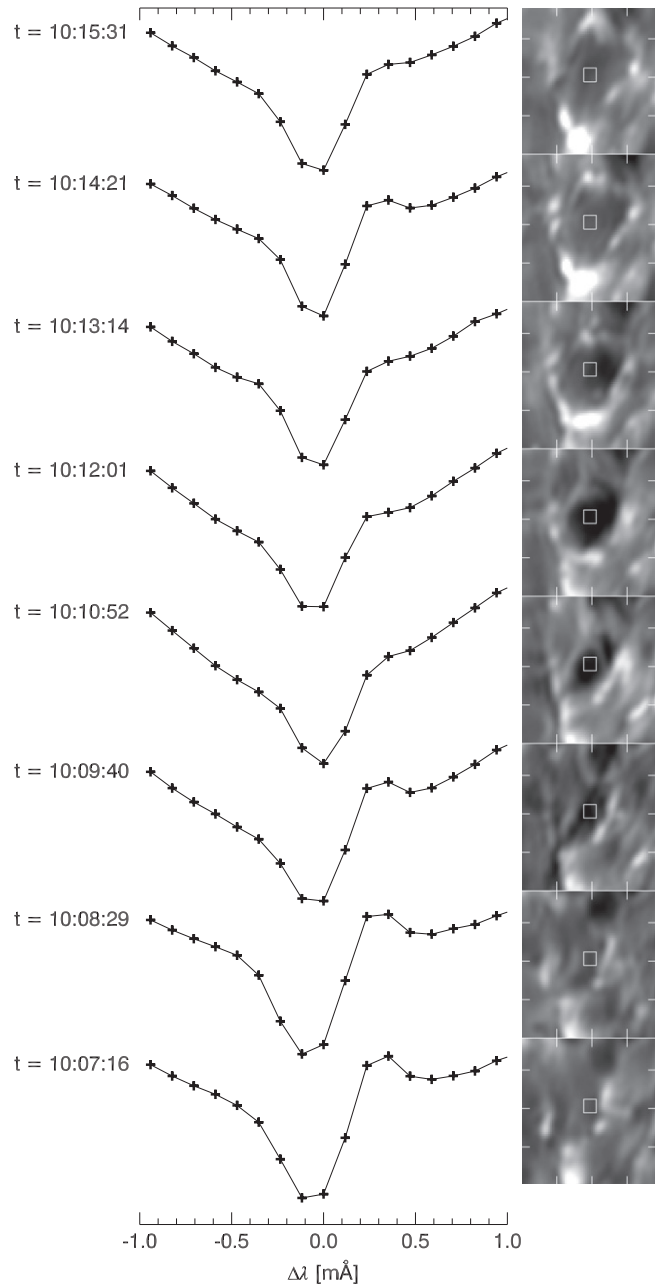 t = 10:15:31
t = 10:14:21
t = 10:13:14
t = 10:12:01
t = 10:10:52
t = 10:09:40
t = 10:08:29
t = 10:07:16
-1.0 -0.5 0.0 0.5 1.0
Δλ [mÅ]